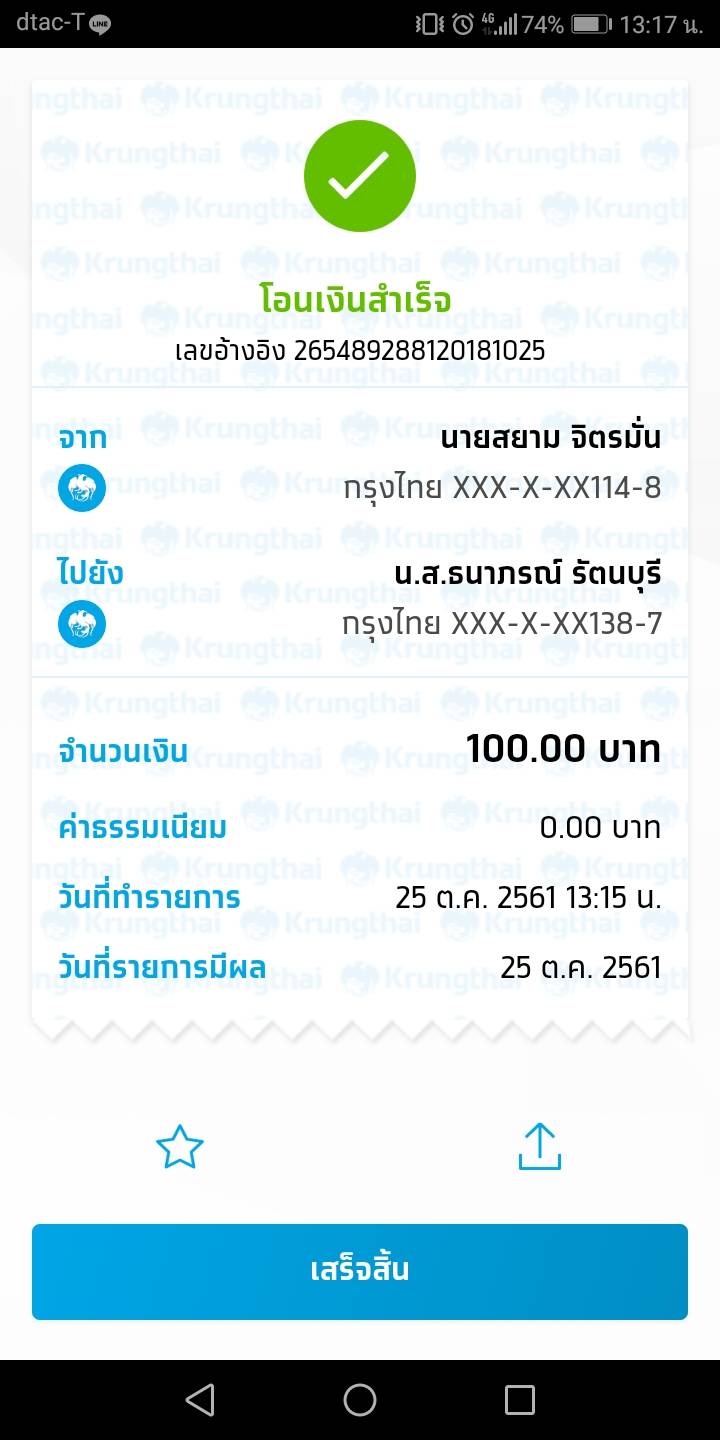 dtac-T LINE 4G 74% 13:17 น.
โอนเงินสำเร็จ
เลขอ้างอิง 265489288120181025
จาก นายสยาม จิตรมั่น
กรุงไทย XXX-X-XX114-8
ไปยัง น.ส.ธนาภรณ์ รัตนบุรี
กรุงไทย XXX-X-XX138-7
จำนวนเงิน 100.00 บาท
ค่าธรรมเนียม 0.00 บาท
วันที่ทำรายการ 25 ต.ค. 2561 13:15 น.
วันที่รายการมีผล 25 ต.ค. 2561
เสร็จสิ้น
Krungthai